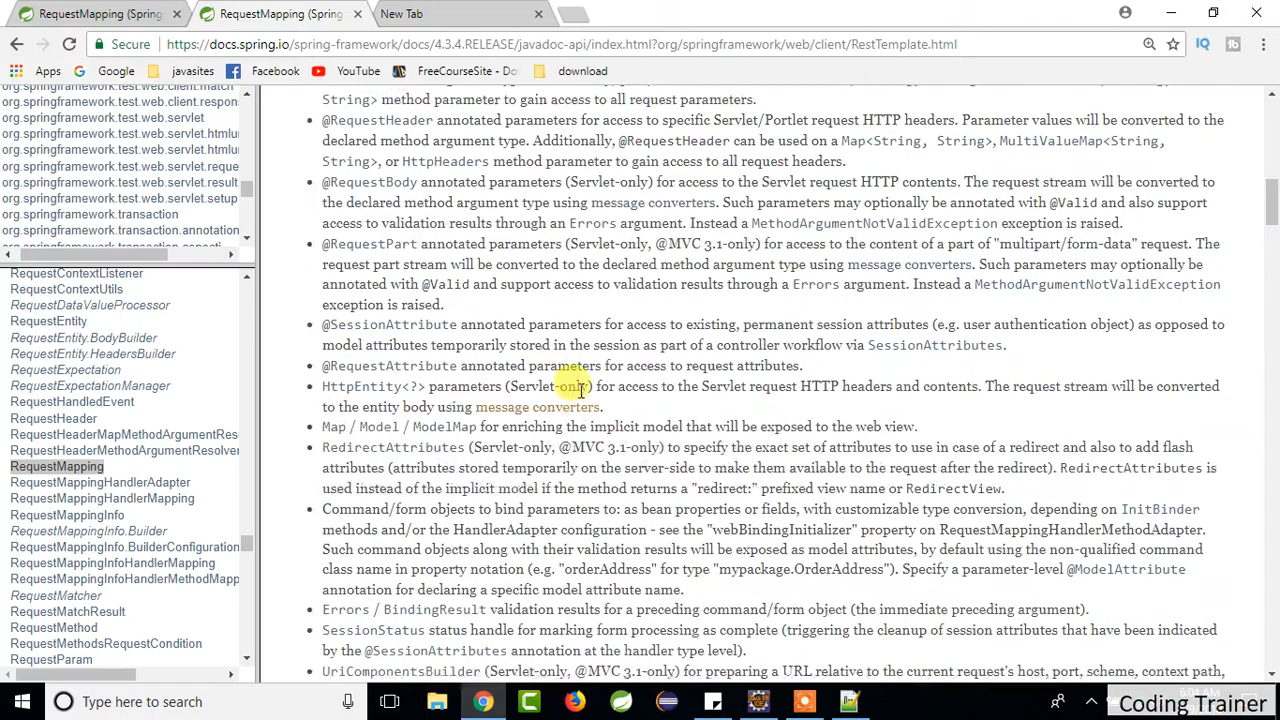 RequestMapping (Spring
RequestMapping (Spring
New Tab
Secure
https://docs.spring.io/spring-framework/docs/4.3.4.RELEASE/javadoc-api/index.html?org/springframework/web/client/RestTemplate.html
Apps
Google
javasites
Facebook
YouTube
FreeCourseSite - Do
download
org.springframework.test.web.client.match
org.springframework.test.web.client.respon
org.springframework.test.web.servlet
org.springframework.test.web.servlet.htmlu
org.springframework.test.web.servlet.htmlu
org.springframework.test.web.servlet.reque
org.springframework.test.web.servlet.result
org.springframework.test.web.servlet.setup
org.springframework.transaction
org.springframework.transaction.annotatio
RequestContextListener
RequestContextUtils
RequestDataValueProcessor
RequestEntity
RequestEntity.BodyBuilder
RequestEntity.HeadersBuilder
RequestExpectation
RequestExpectationManager
RequestHandledEvent
RequestHeader
RequestHeaderMapMethodArgumentRes
RequestHeaderMethodArgumentResolver
RequestMapping
RequestMappingHandlerAdapter
RequestMappingHandlerMapping
RequestMappingInfo
RequestMappingInfo.Builder
RequestMappingInfo.BuilderConfiguration
RequestMappingInfoHandlerMapping
RequestMappingInfoHandlerMethodMapp
RequestMatcher
RequestMatchResult
RequestMethod
RequestMethodsRequestCondition
RequestParam
String> method parameter to gain access to all request parameters.
• @RequestHeader annotated parameters for access to specific Servlet/Portlet request HTTP headers. Parameter values will be converted to the
declared method argument type. Additionally, @RequestHeader can be used on a Map<String, String>, MultiValueMap<String,
String>, or HttpHeaders method parameter to gain access to all request headers.
• @RequestBody annotated parameters (Servlet-only) for access to the Servlet request HTTP contents. The request stream will be converted to
the declared method argument type using message converters. Such parameters may optionally be annotated with @Valid and also support
access to validation results through an Errors argument. Instead a MethodArgumentNotValidException exception is raised.
• @RequestPart annotated parameters (Servlet-only, @MVC 3.1-only) for access to the content of a part of "multipart/form-data" request. The
request part stream will be converted to the declared method argument type using message converters. Such parameters may optionally be
annotated with @Valid and support access to validation results through a Errors argument. Instead a MethodArgumentNotValidException
exception is raised.
• @SessionAttribute annotated parameters for access to existing, permanent session attributes (e.g. user authentication object) as opposed to
model attributes temporarily stored in the session as part of a controller workflow via SessionAttributes.
• @RequestAttribute annotated parameters for access to request attributes.
• HttpEntity<?> parameters (Servlet-only) for access to the Servlet request HTTP headers and contents. The request stream will be converted
to the entity body using message converters.
• Map / Model / ModelMap for enriching the implicit model that will be exposed to the web view.
• RedirectAttributes (Servlet-only, @MVC 3.1-only) to specify the exact set of attributes to use in case of a redirect and also to add flash
attributes (attributes stored temporarily on the server-side to make them available to the request after the redirect). RedirectAttributes is
used instead of the implicit model if the method returns a "redirect:" prefixed view name or RedirectView.
• Command/form objects to bind parameters to: as bean properties or fields, with customizable type conversion, depending on InitBinder
methods and/or the HandlerAdapter configuration - see the "webBindingInitializer" property on RequestMappingHandlerMethodAdapter.
Such command objects along with their validation results will be exposed as model attributes, by default using the non-qualified command
class name in property notation (e.g. "orderAddress" for type "mypackage.OrderAddress"). Specify a parameter-level @ModelAttribute
annotation for declaring a specific model attribute name.
• Errors / BindingResult validation results for a preceding command/form object (the immediate preceding argument).
• SessionStatus status handle for marking form processing as complete (triggering the cleanup of session attributes that have been indicated
by the @SessionAttributes annotation at the handler type level).
• UriComponentsBuilder (Servlet-only, @MVC 3.1-only) for preparing a URL relative to the current request's host, port, scheme, context path,
Type here to search
Coding Trainer